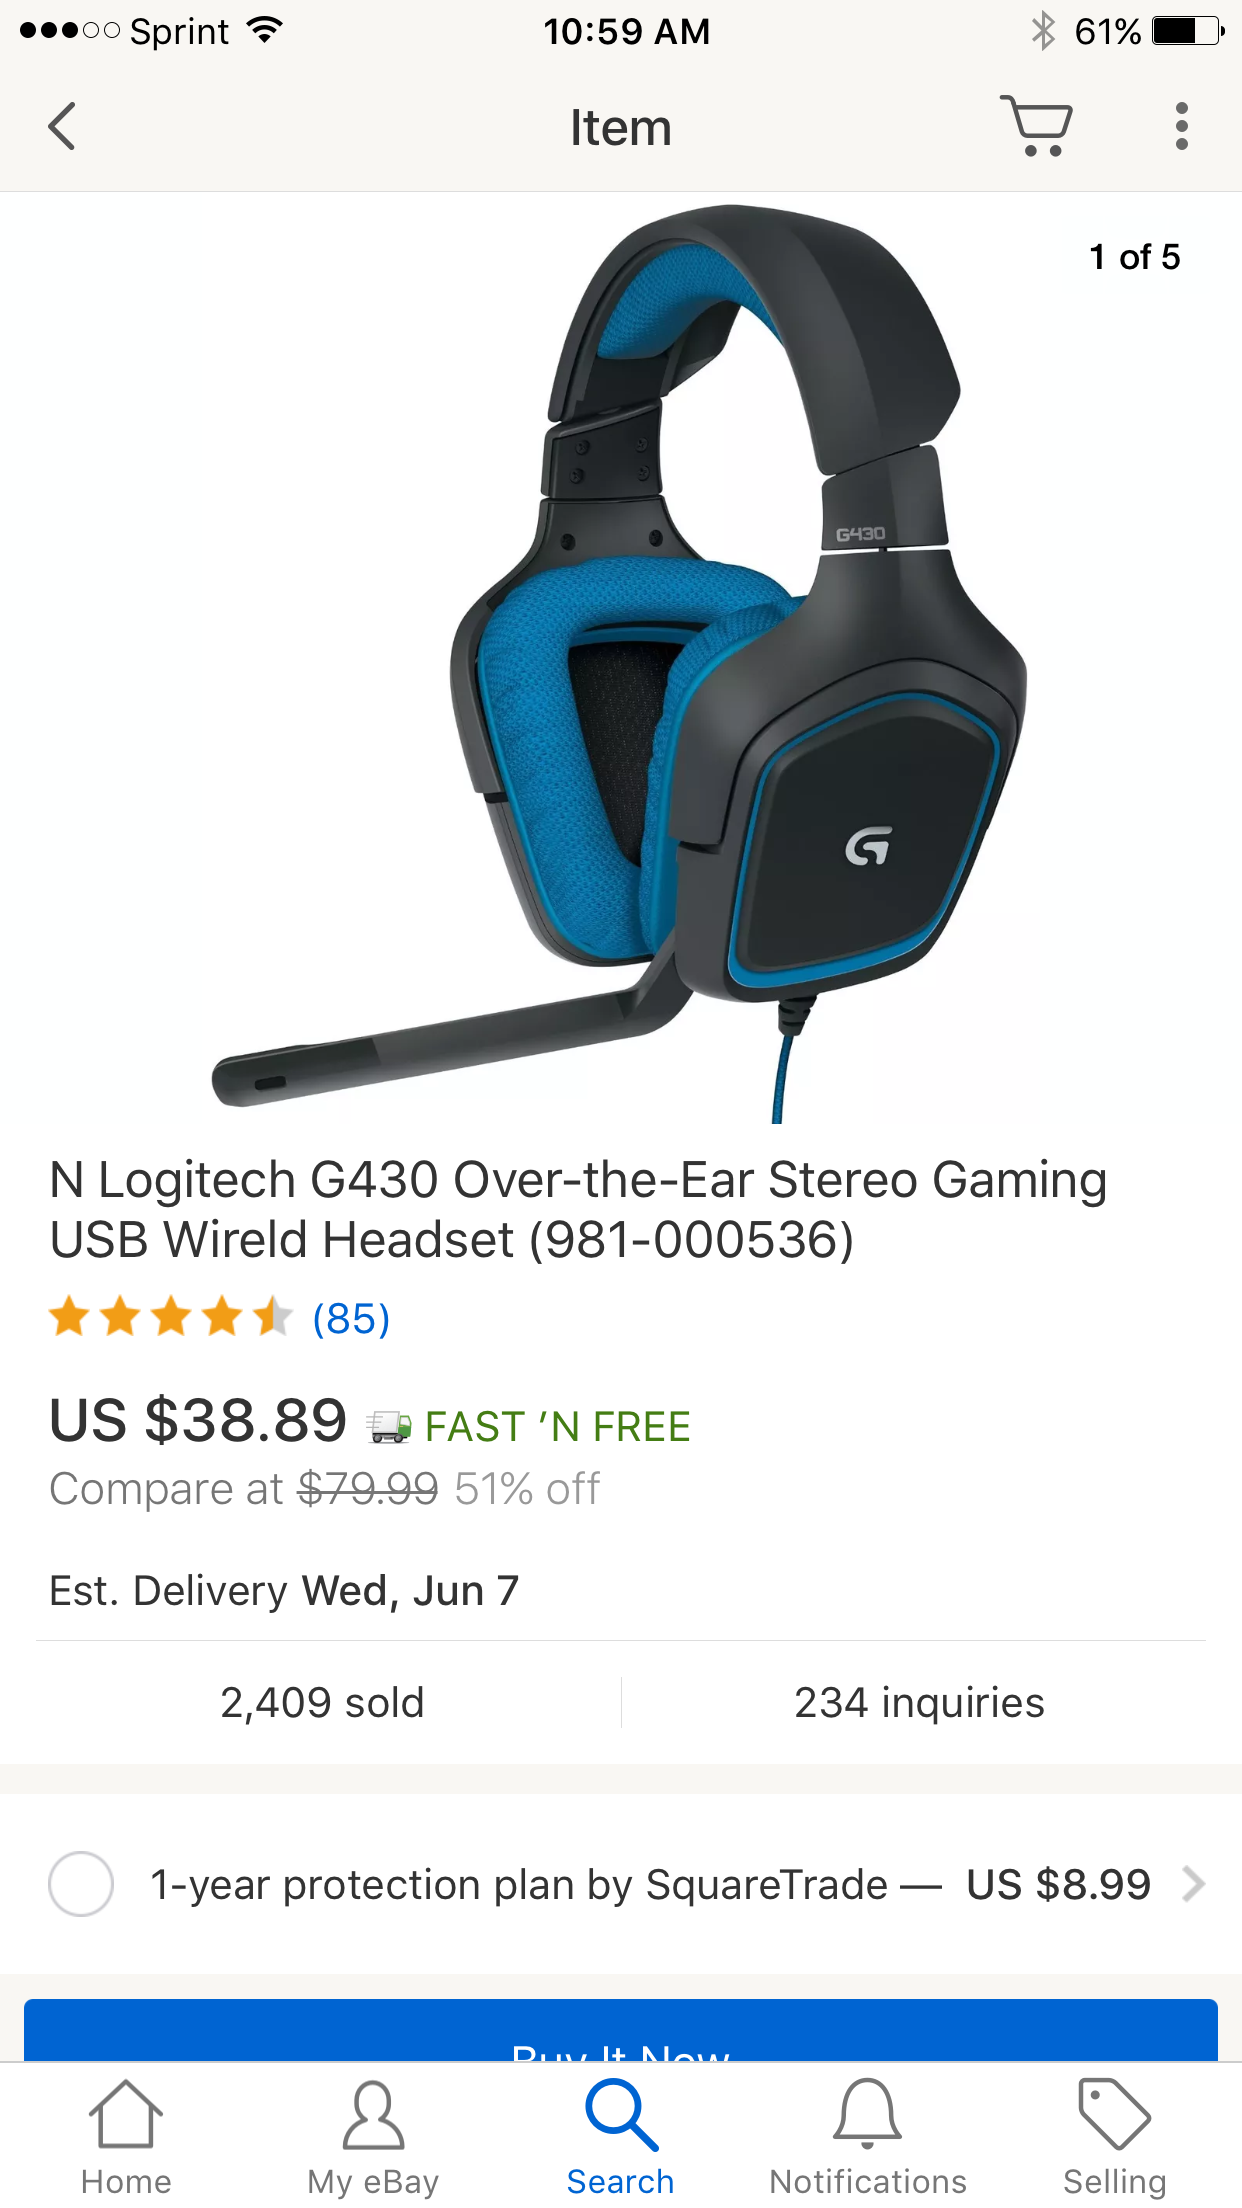 Sprint 10:59 AM 61%
Item
1 of 5
G430
G
N Logitech G430 Over-the-Ear Stereo Gaming
USB Wireld Headset (981-000536)
(85)
US $38.89 FAST ’N FREE
Compare at $79.99 51% off
Est. Delivery Wed, Jun 7
2,409 sold 234 inquiries
1-year protection plan by SquareTrade — US $8.99
Buy It Now
Home My eBay Search Notifications Selling